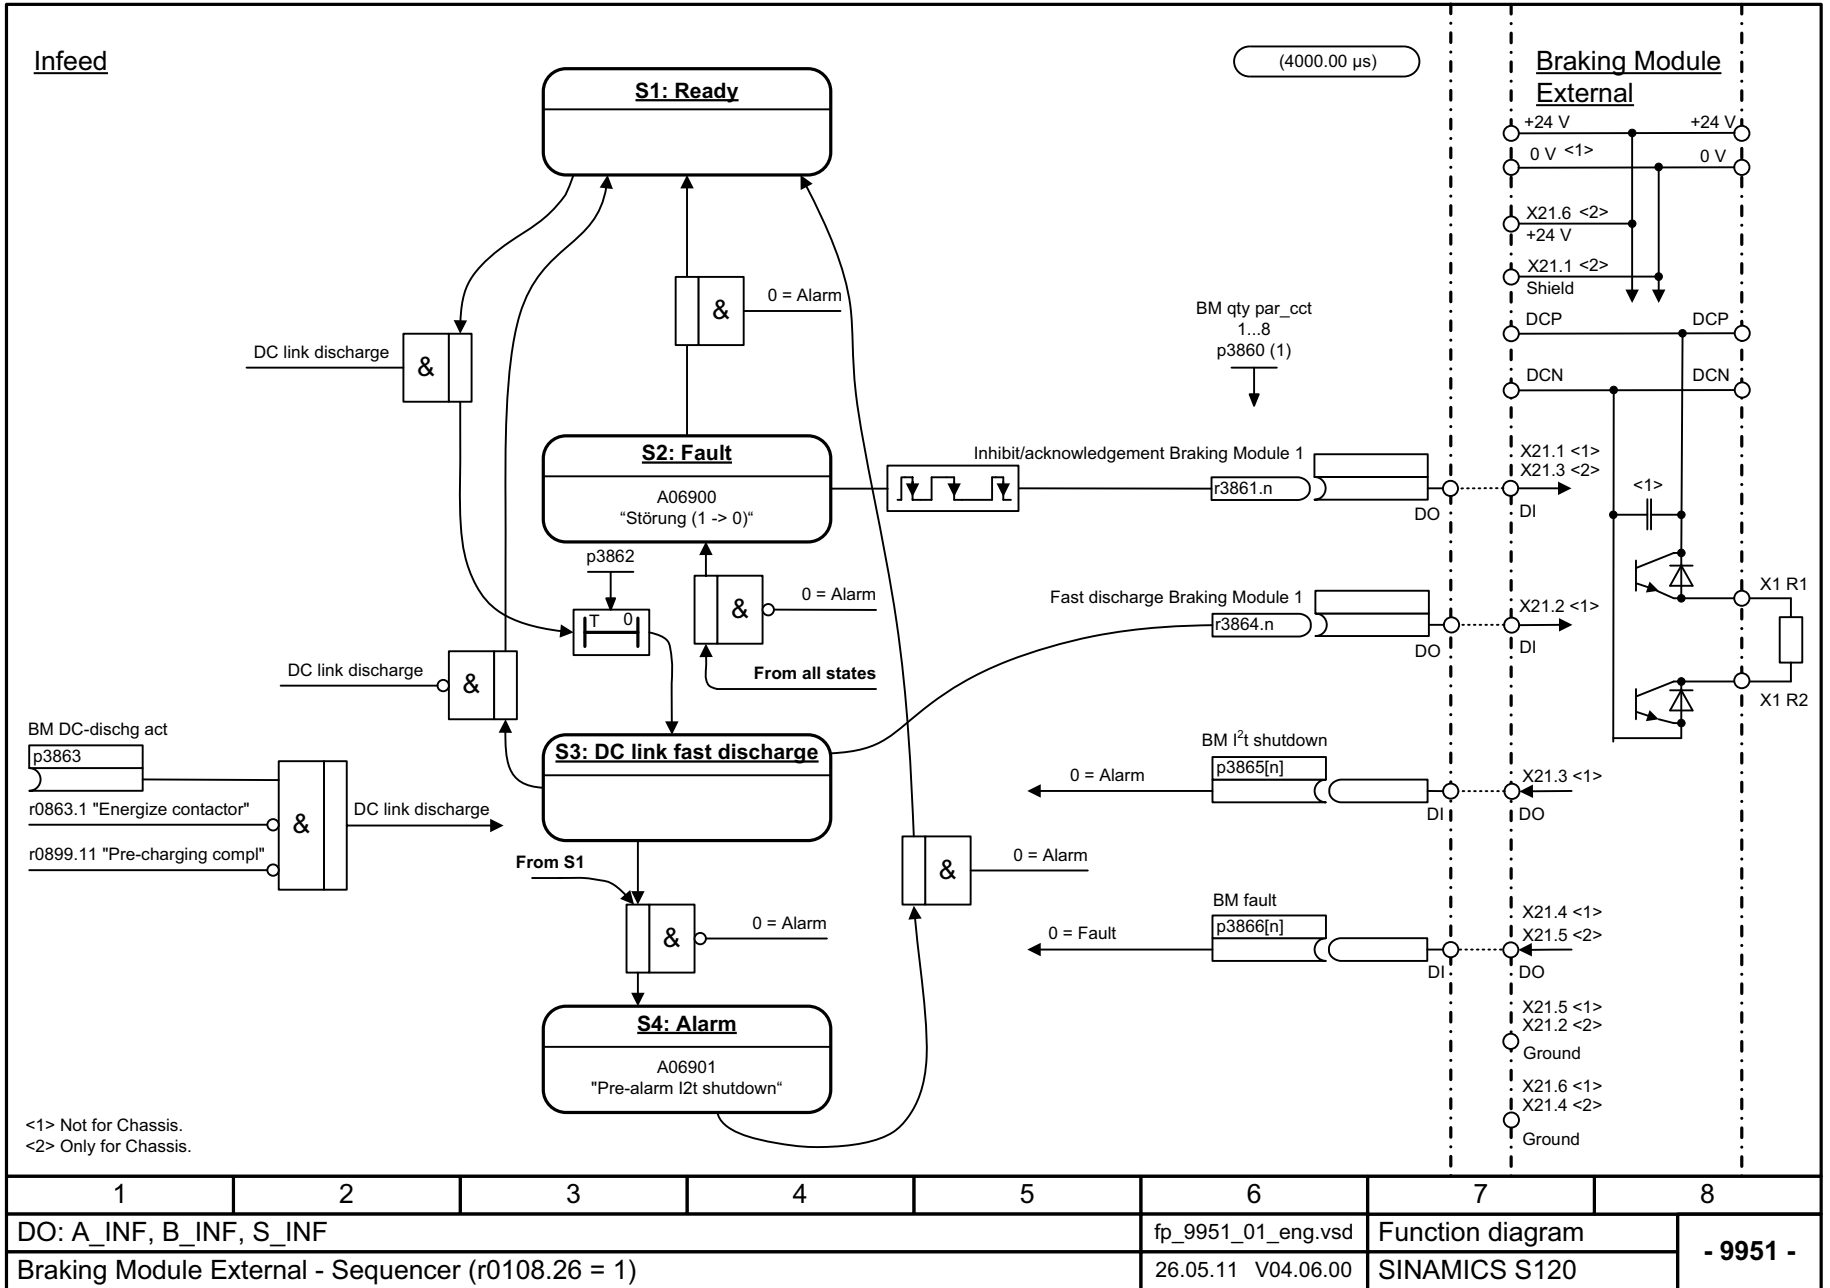 Infeed
(4000.00 µs)
Braking Module
External
S1: Ready
+24 V
+24 V
0 V <1>
0 V
X21.6 <2>
+24 V
X21.1 <2>
Shield
&
0 = Alarm
DC link discharge
&
BM qty par_cct
1...8
p3860 (1)
DCP
DCP
DCN
DCN
S2: Fault
A06900
“Störung (1 -> 0)“
Inhibit/acknowledgement Braking Module 1
r3861.n
DO
X21.1 <1>
X21.3 <2>
DI
<1>
p3862
T 0
&
0 = Alarm
From all states
Fast discharge Braking Module 1
r3864.n
DO
X21.2 <1>
DI
X1 R1
X1 R2
DC link discharge
&
BM DC-dischg act
p3863
r0863.1 "Energize contactor"
r0899.11 "Pre-charging compl"
&
DC link discharge
S3: DC link fast discharge
BM I²t shutdown
p3865[n]
0 = Alarm
DI
X21.3 <1>
DO
From S1
&
0 = Alarm
&
0 = Alarm
BM fault
p3866[n]
0 = Fault
DI
X21.4 <1>
X21.5 <2>
DO
S4: Alarm
A06901
"Pre-alarm I2t shutdown“
X21.5 <1>
X21.2 <2>
Ground
X21.6 <1>
X21.4 <2>
Ground
<1> Not for Chassis.
<2> Only for Chassis.
1 2 3 4 5 6 7 8
DO: A_INF, B_INF, S_INF
fp_9951_01_eng.vsd
Function diagram
- 9951 -
Braking Module External - Sequencer (r0108.26 = 1)
26.05.11 V04.06.00
SINAMICS S120